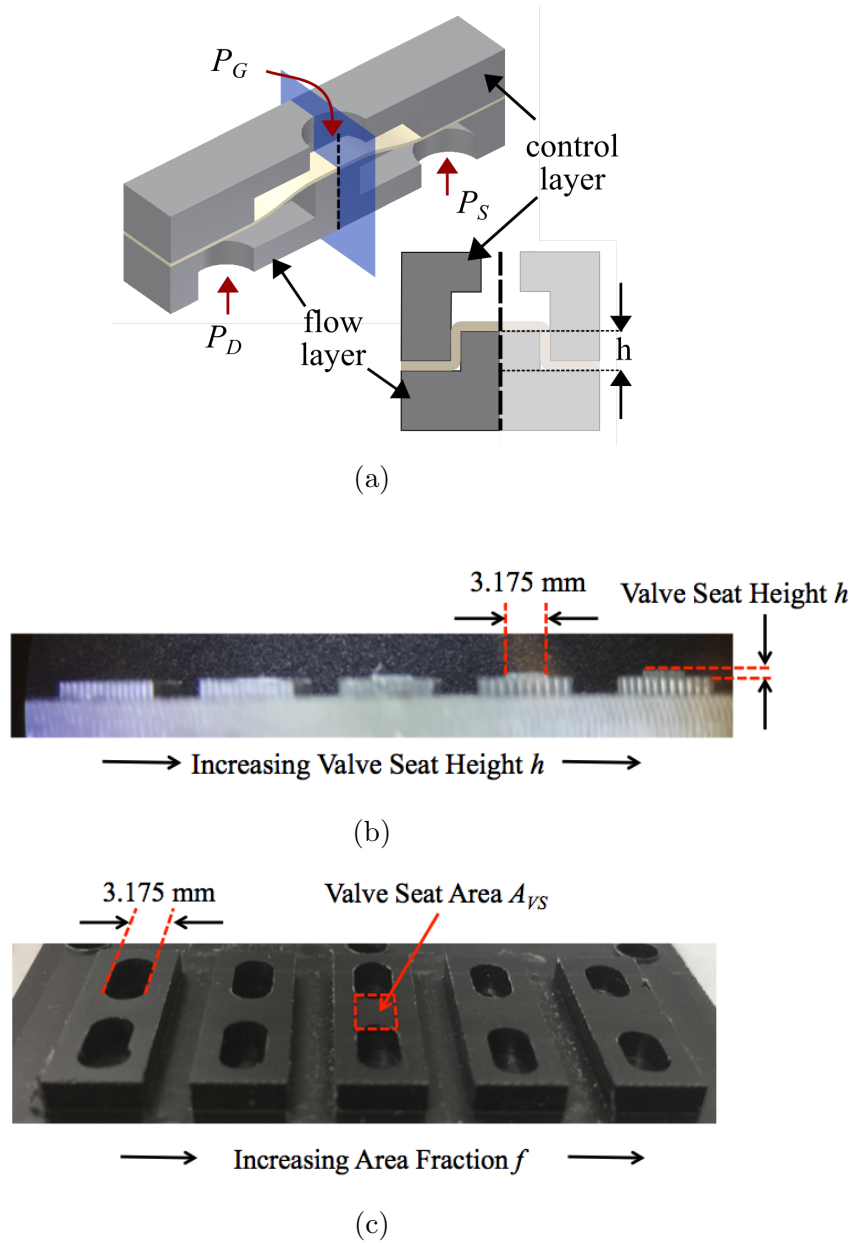 P_G
control
layer
P_S
P_D
flow
layer
h
(a)
3.175 mm
Valve Seat Height h
Increasing Valve Seat Height h
(b)
3.175 mm
Valve Seat Area A_VS
Increasing Area Fraction f
(c)